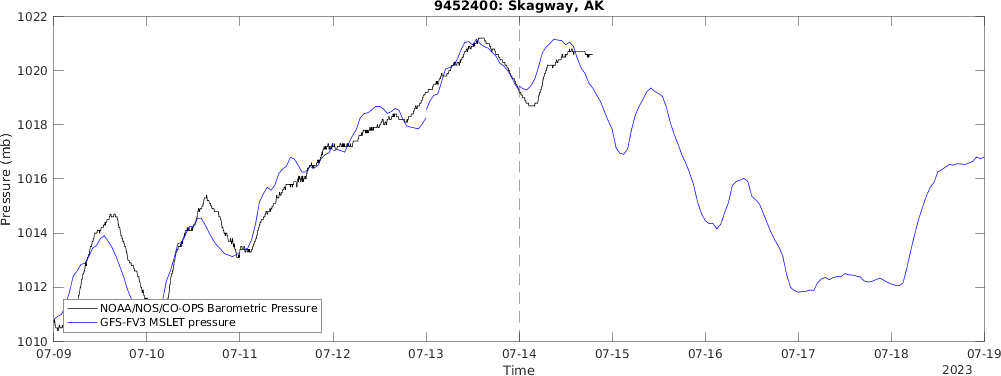 9452400: Skagway, AK
Pressure (mb)
1022
1020
1018
1016
1014
1012
1010
NOAA/NOS/CO-OPS Barometric Pressure
GFS-FV3 MSLET pressure
07-09 07-10 07-11 07-12 07-13 07-14 07-15 07-16 07-17 07-18 07-19
Time
2023